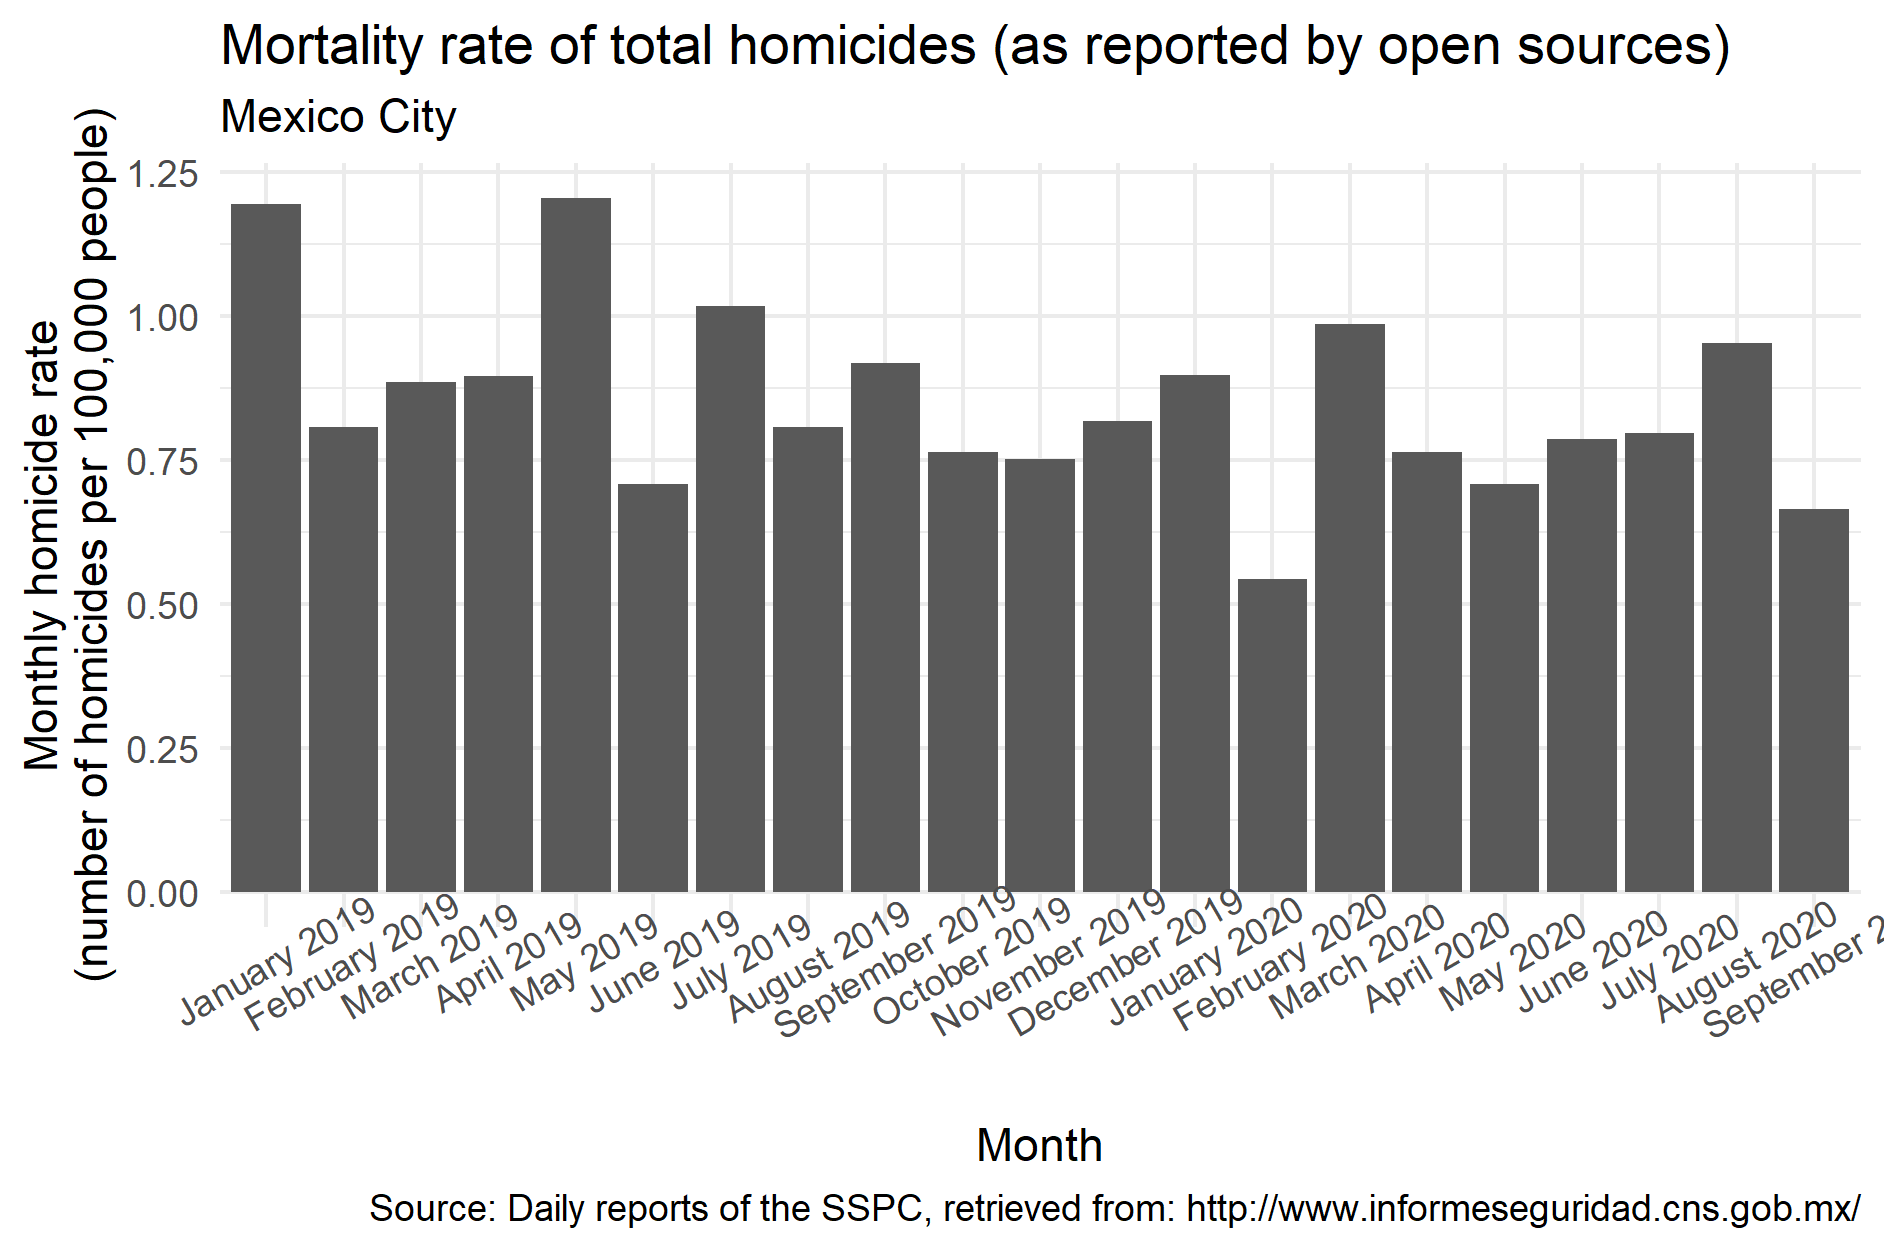 Mortality rate of total homicides (as reported by open sources)
Mexico City
Monthly homicide rate
(number of homicides per 100,000 people)
1.25
1.00
0.75
0.50
0.25
0.00
January 2019
February 2019
March 2019
April 2019
May 2019
June 2019
July 2019
August 2019
September 2019
October 2019
November 2019
December 2019
January 2020
February 2020
March 2020
April 2020
May 2020
June 2020
July 2020
August 2020
September 2
Month
Source: Daily reports of the SSPC, retrieved from: http://www.informeseguridad.cns.gob.mx/